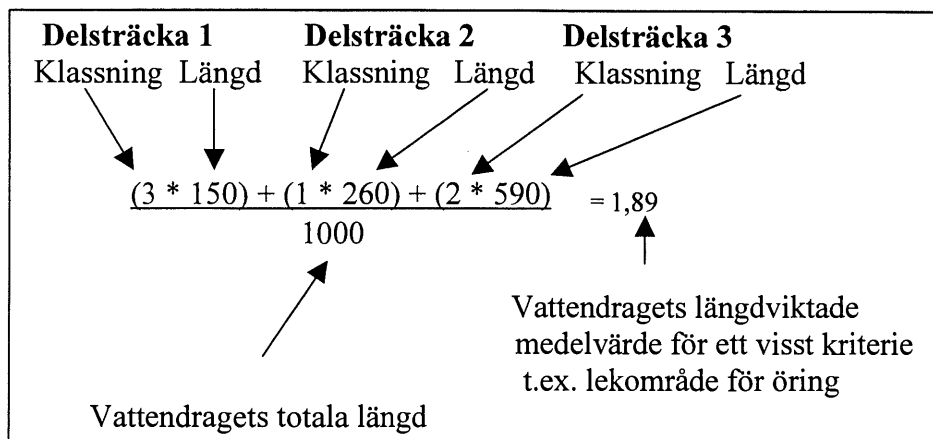 Delsträcka 1 Delsträcka 2 Delsträcka 3
Klassning Längd Klassning Längd Klassning Längd
(3 * 150) + (1 * 260) + (2 * 590) = 1,89
1000
Vattendragets längdviktade
medelvärde för ett visst kriterie
t.ex. lekområde för öring
Vattendragets totala längd